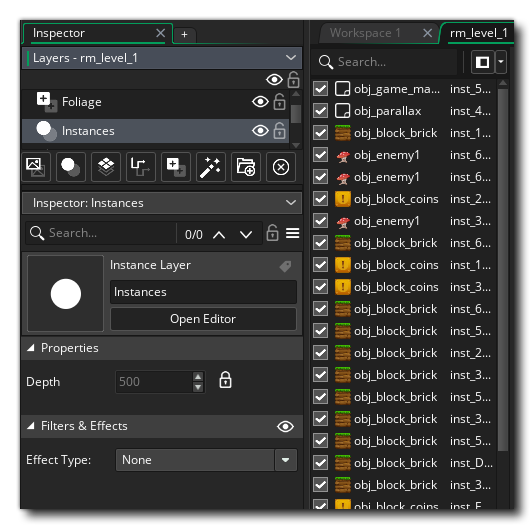 Inspector
Layers - rm_level_1
Foliage
Instances
Inspector: Instances
Search...
0/0
Instance Layer
Instances
Open Editor
Properties
Depth
500
Filters & Effects
Effect Type:
None
Workspace 1
rm_level_1
Search...
obj_game_ma... inst_5...
obj_parallax inst_4...
obj_block_brick inst_1...
obj_enemy1 inst_6...
obj_enemy1 inst_6...
obj_block_coins inst_2...
obj_enemy1 inst_3...
obj_block_brick inst_6...
obj_block_coins inst_1...
obj_block_coins inst_3...
obj_block_brick inst_6...
obj_block_brick inst_5...
obj_block_brick inst_2...
obj_block_brick inst_3...
obj_block_brick inst_5...
obj_block_brick inst_3...
obj_block_brick inst_5...
obj_block_brick inst_D...
obj_block_brick inst_3...
obj_block_coins inst_F...